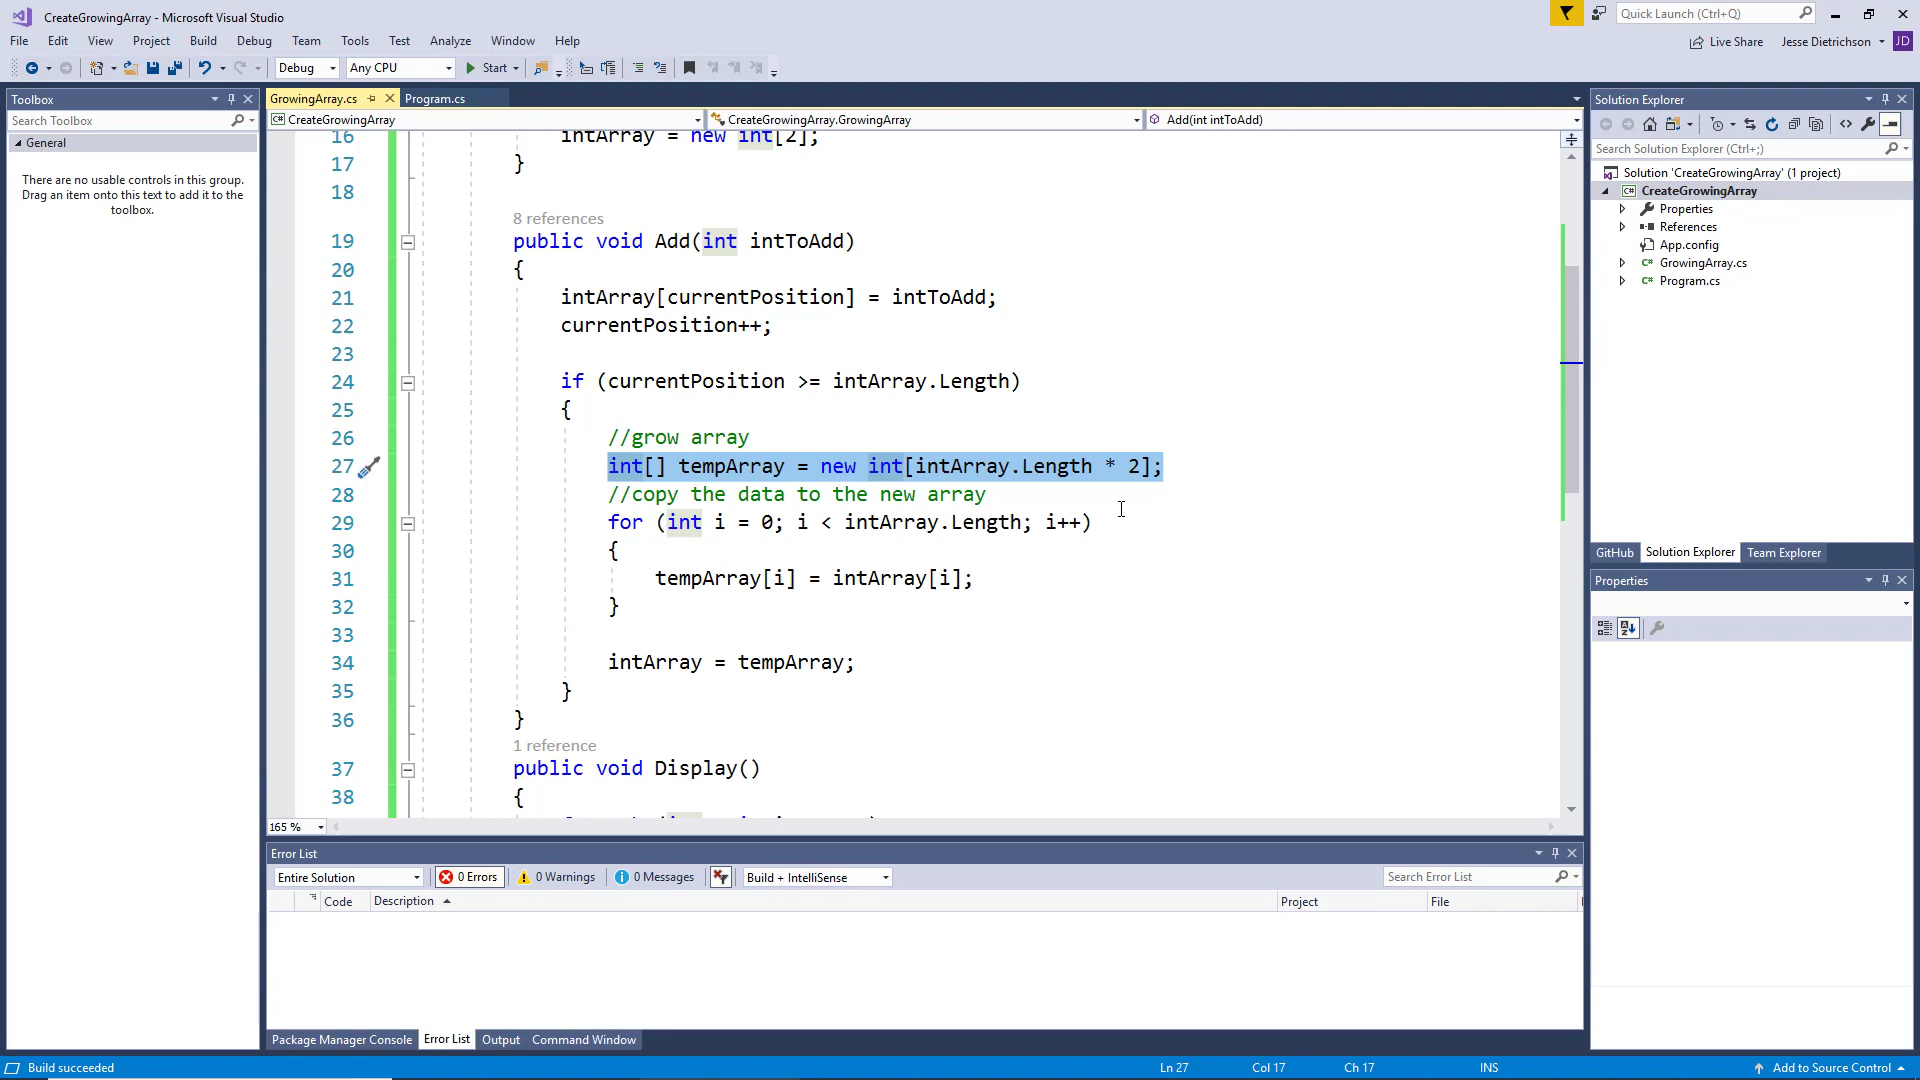 CreateGrowingArray - Microsoft Visual Studio
Quick Launch (Ctrl+Q)
File Edit View Project Build Debug Team Tools Test Analyze Window Help
Live Share Jesse Dietrichson JD
Debug Any CPU Start
Toolbox
Search Toolbox
General
There are no usable controls in this group.
Drag an item onto this text to add it to the
toolbox.
GrowingArray.cs Program.cs
CreateGrowingArray CreateGrowingArray.GrowingArray Add(int intToAdd)
16 intArray = new int[2];
17 }
18
8 references
19 public void Add(int intToAdd)
20 {
21 intArray[currentPosition] = intToAdd;
22 currentPosition++;
23
24 if (currentPosition >= intArray.Length)
25 {
26 //grow array
27 int[] tempArray = new int[intArray.Length * 2];
28 //copy the data to the new array
29 for (int i = 0; i < intArray.Length; i++)
30 {
31 tempArray[i] = intArray[i];
32 }
33
34 intArray = tempArray;
35 }
36 }
1 reference
37 public void Display()
38 {
165 %
Error List
Entire Solution 0 Errors 0 Warnings 0 Messages Build + IntelliSense Search Error List
Code Description Project File
Package Manager Console Error List Output Command Window
Solution Explorer
Search Solution Explorer (Ctrl+;)
Solution 'CreateGrowingArray' (1 project)
C# CreateGrowingArray
Properties
References
App.config
C# GrowingArray.cs
C# Program.cs
GitHub Solution Explorer Team Explorer
Properties
Build succeeded Ln 27 Col 17 Ch 17 INS Add to Source Control